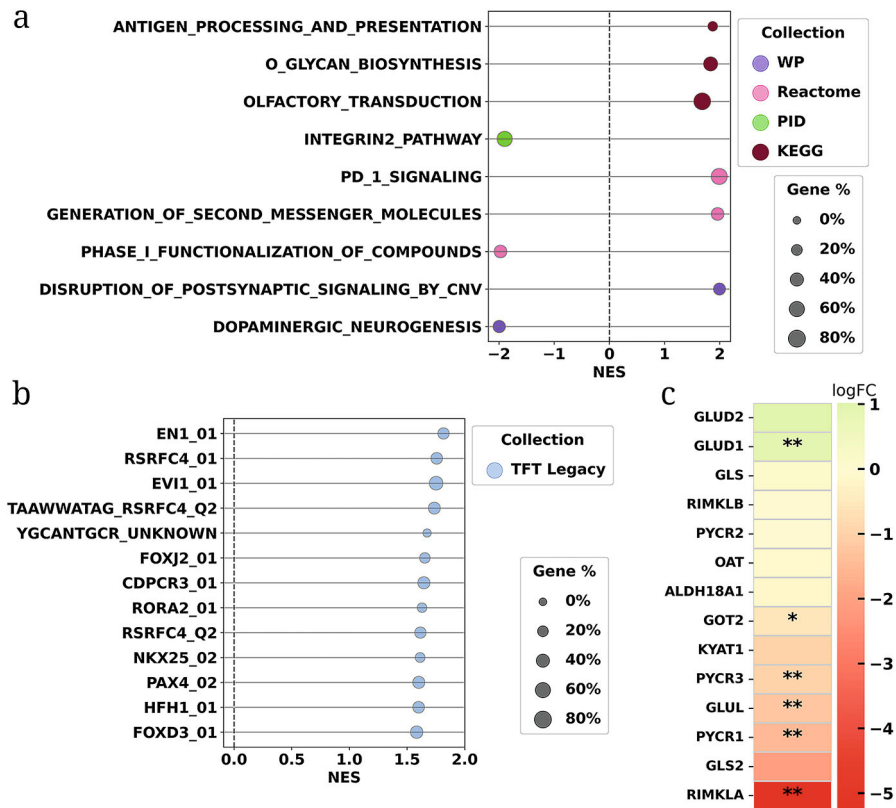 a
ANTIGEN_PROCESSING_AND_PRESENTATION
O_GLYCAN_BIOSYNTHESIS
OLFACTORY_TRANSDUCTION
INTEGRIN2_PATHWAY
PD_1_SIGNALING
GENERATION_OF_SECOND_MESSENGER_MOLECULES
PHASE_I_FUNCTIONALIZATION_OF_COMPOUNDS
DISRUPTION_OF_POSTSYNAPTIC_SIGNALING_BY_CNV
DOPAMINERGIC_NEUROGENESIS
−2 −1 0 1 2
NES
Collection
WP
Reactome
PID
KEGG
Gene %
0%
20%
40%
60%
80%
b
EN1_01
RSRFC4_01
EVI1_01
TAAWWATAG_RSRFC4_Q2
YGCANTGCR_UNKNOWN
FOXJ2_01
CDPCR3_01
RORA2_01
RSRFC4_Q2
NKX25_02
PAX4_02
HFH1_01
FOXD3_01
0.0 0.5 1.0 1.5 2.0
NES
Collection
TFT Legacy
Gene %
0%
20%
40%
60%
80%
c
logFC
GLUD2
GLUD1 **
GLS
RIMKLB
PYCR2
OAT
ALDH18A1
GOT2 *
KYAT1
PYCR3 **
GLUL **
PYCR1 **
GLS2
RIMKLA **
1
0
−1
−2
−3
−4
−5